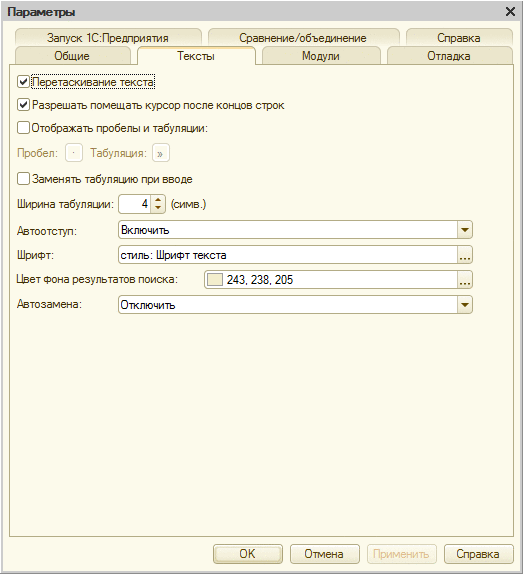 Параметры
Запуск 1С:Предприятия Сравнение/объединение Справка
Общие Тексты Модули Отладка
Перетаскивание текста
Разрешать помещать курсор после концов строк
Отображать пробелы и табуляции:
Пробел: · Табуляция: »
Заменять табуляцию при вводе
Ширина табуляции: 4 (симв.)
Автоотступ: Включить
Шрифт: стиль: Шрифт текста ...
Цвет фона результатов поиска: 243, 238, 205 ...
Автозамена: Отключить
OK Отмена Применить Справка